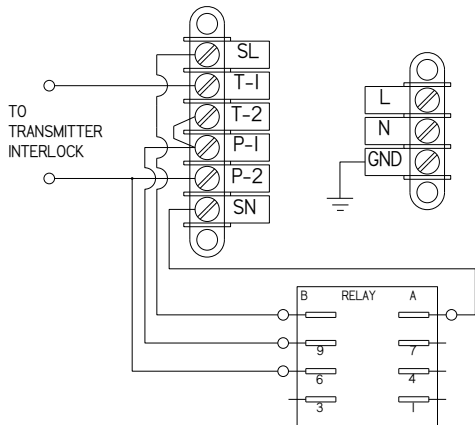 SL
T-1
T-2
P-1
P-2
SN
TO
TRANSMITTER
INTERLOCK
L
N
GND
B RELAY A
9 7
6 4
3 1